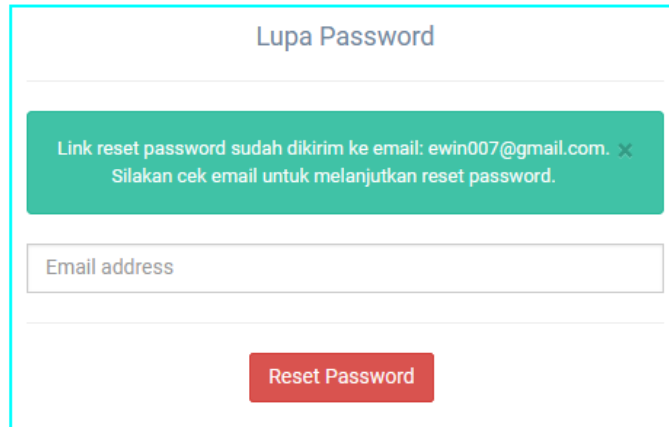 Lupa Password
Link reset password sudah dikirim ke email: ewin007@gmail.com. ×
Silakan cek email untuk melanjutkan reset password.
Email address
Reset Password